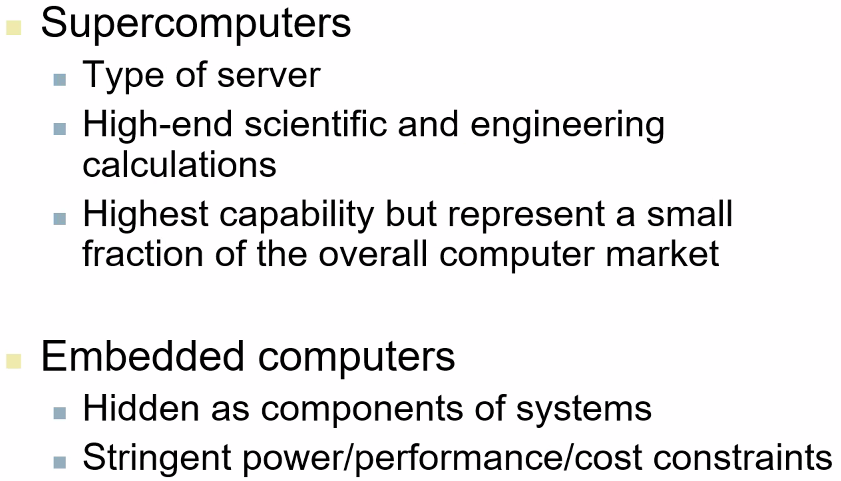 Supercomputers
Type of server
High-end scientific and engineering
calculations
Highest capability but represent a small
fraction of the overall computer market
Embedded computers
Hidden as components of systems
Stringent power/performance/cost constraints